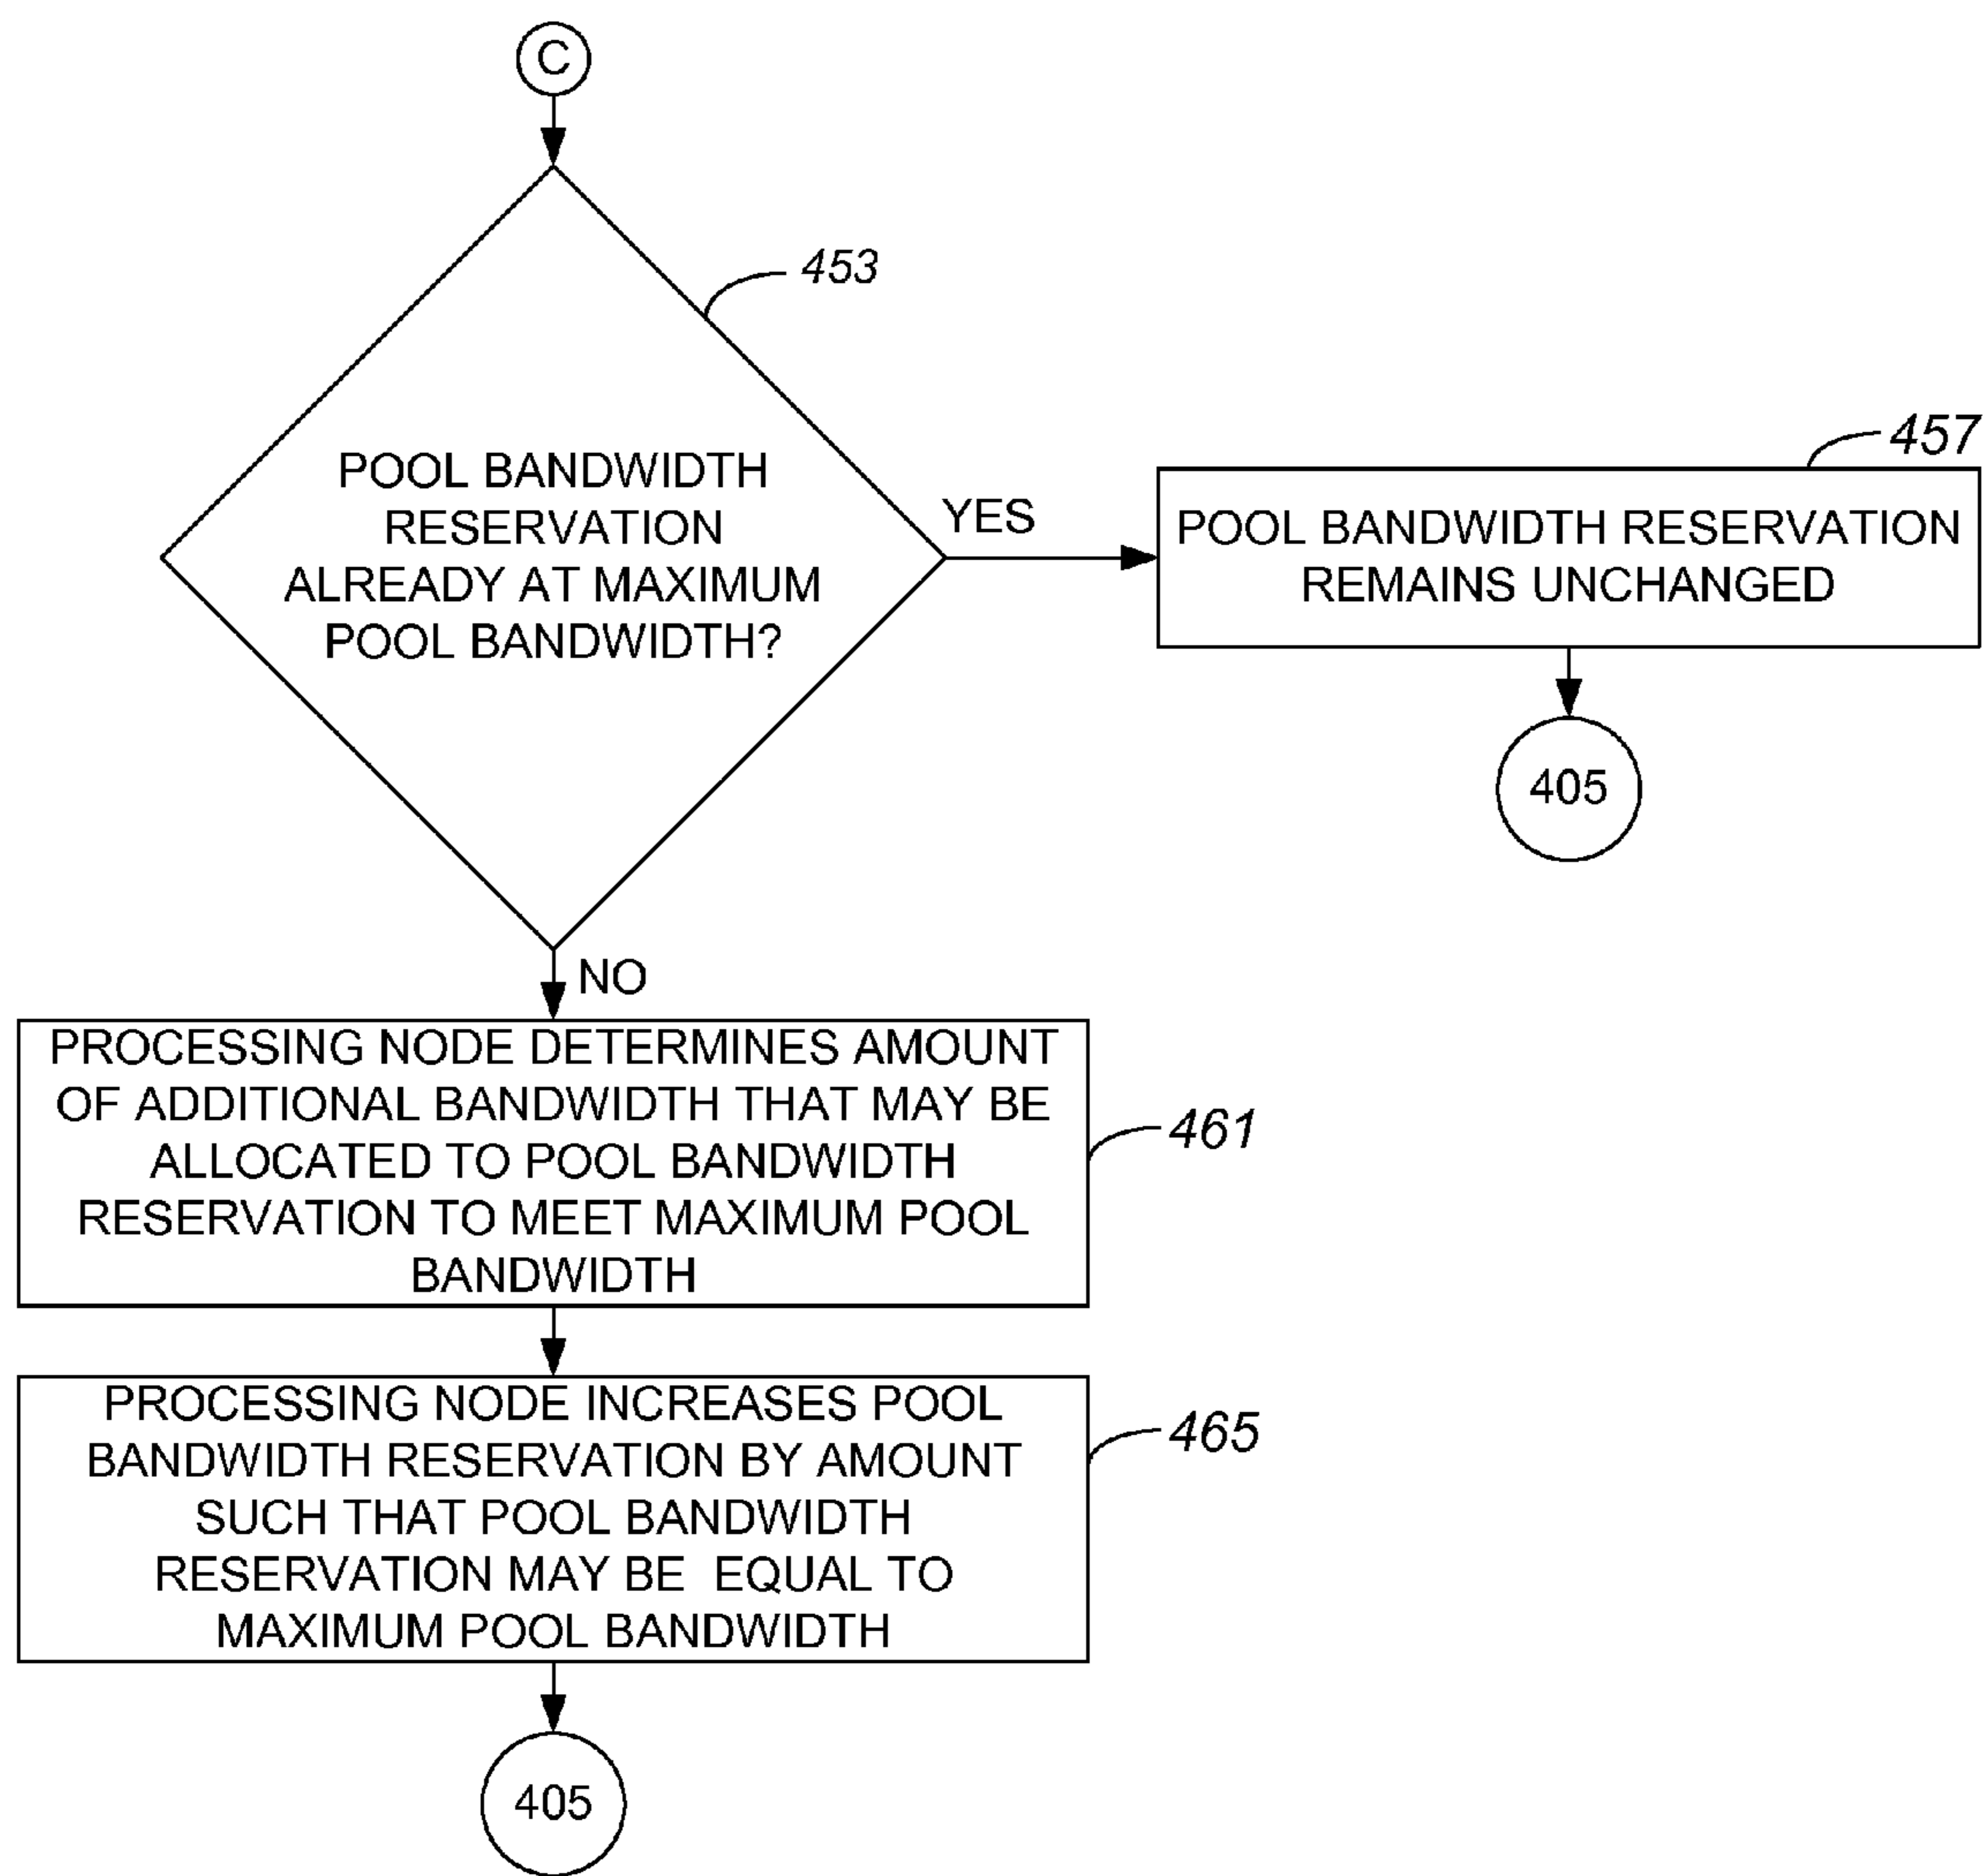 C
453
POOL BANDWIDTH
RESERVATION
ALREADY AT MAXIMUM
POOL BANDWIDTH?
YES
457
POOL BANDWIDTH RESERVATION
REMAINS UNCHANGED
405
NO
PROCESSING NODE DETERMINES AMOUNT
OF ADDITIONAL BANDWIDTH THAT MAY BE
ALLOCATED TO POOL BANDWIDTH
RESERVATION TO MEET MAXIMUM POOL
BANDWIDTH
461
PROCESSING NODE INCREASES POOL
BANDWIDTH RESERVATION BY AMOUNT
SUCH THAT POOL BANDWIDTH
RESERVATION MAY BE EQUAL TO
MAXIMUM POOL BANDWIDTH
465
405